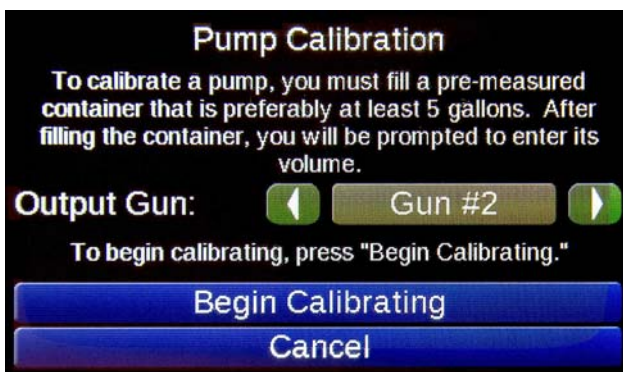 Pump Calibration
To calibrate a pump, you must fill a pre-measured
container that is preferably at least 5 gallons. After
filling the container, you will be prompted to enter its
volume.
Output Gun: Gun #2
To begin calibrating, press "Begin Calibrating."
Begin Calibrating
Cancel